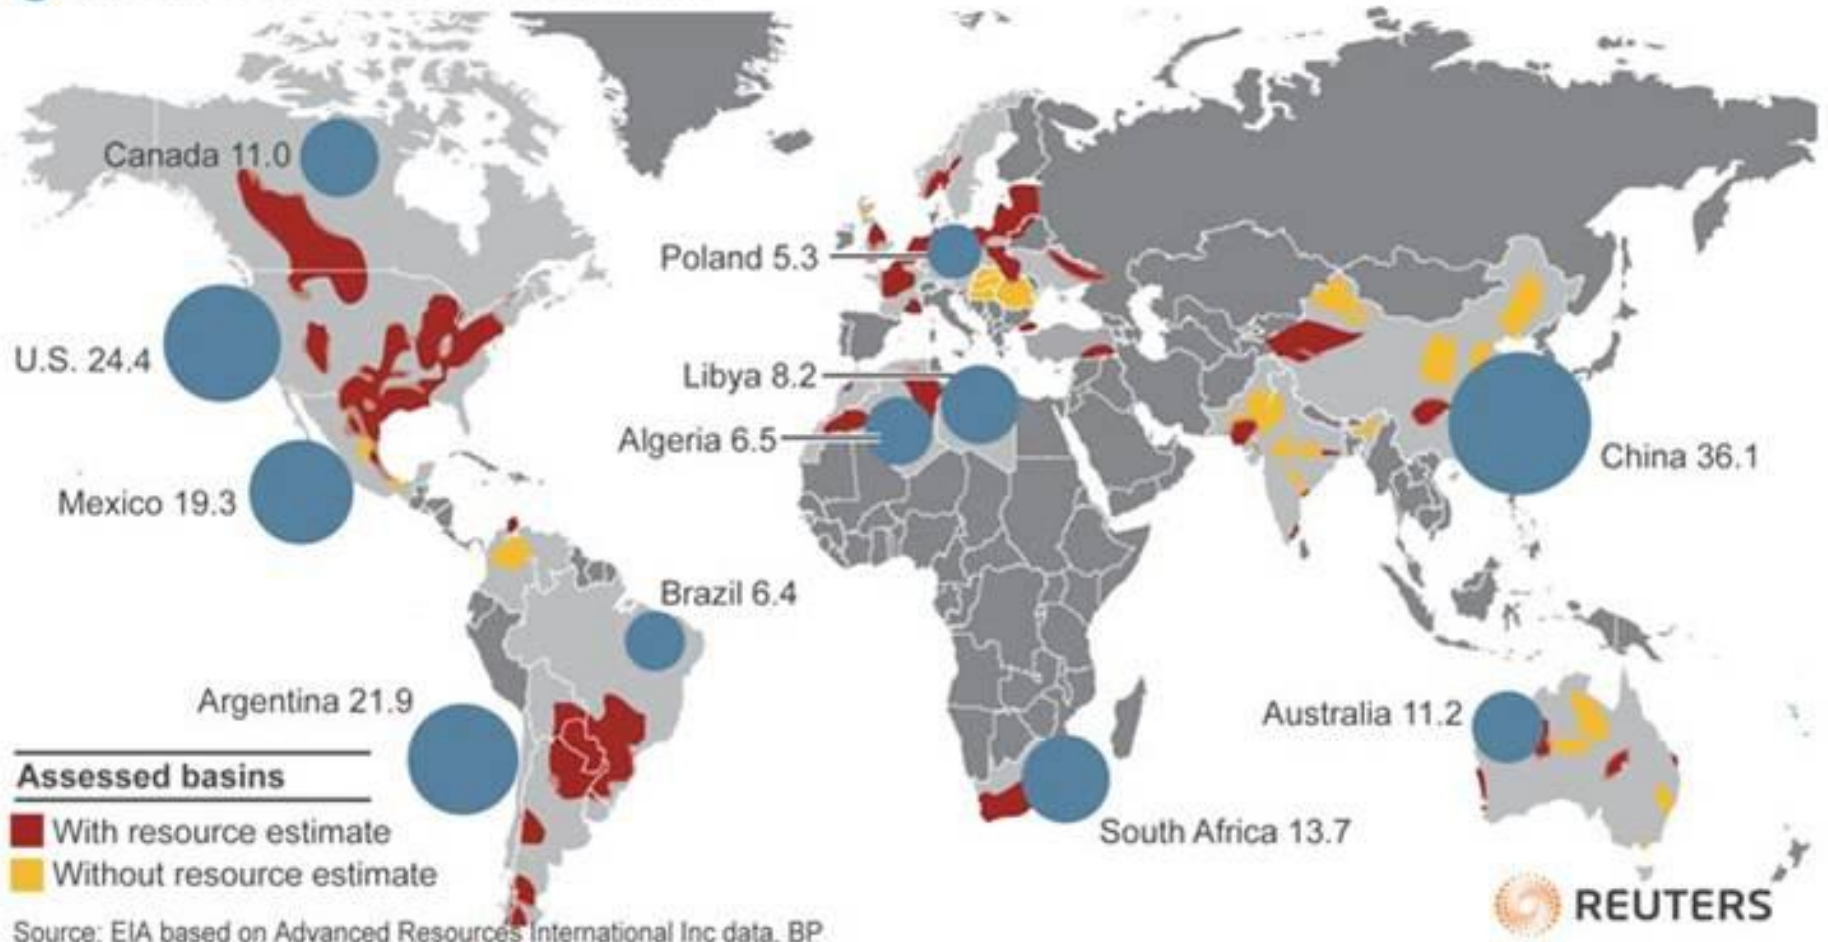 Canada 11.0
U.S. 24.4
Mexico 19.3
Poland 5.3
Libya 8.2
Algeria 6.5
China 36.1
Brazil 6.4
Argentina 21.9
Australia 11.2
South Africa 13.7
Assessed basins
With resource estimate
Without resource estimate
Source: EIA based on Advanced Resources International Inc data, BP
REUTERS